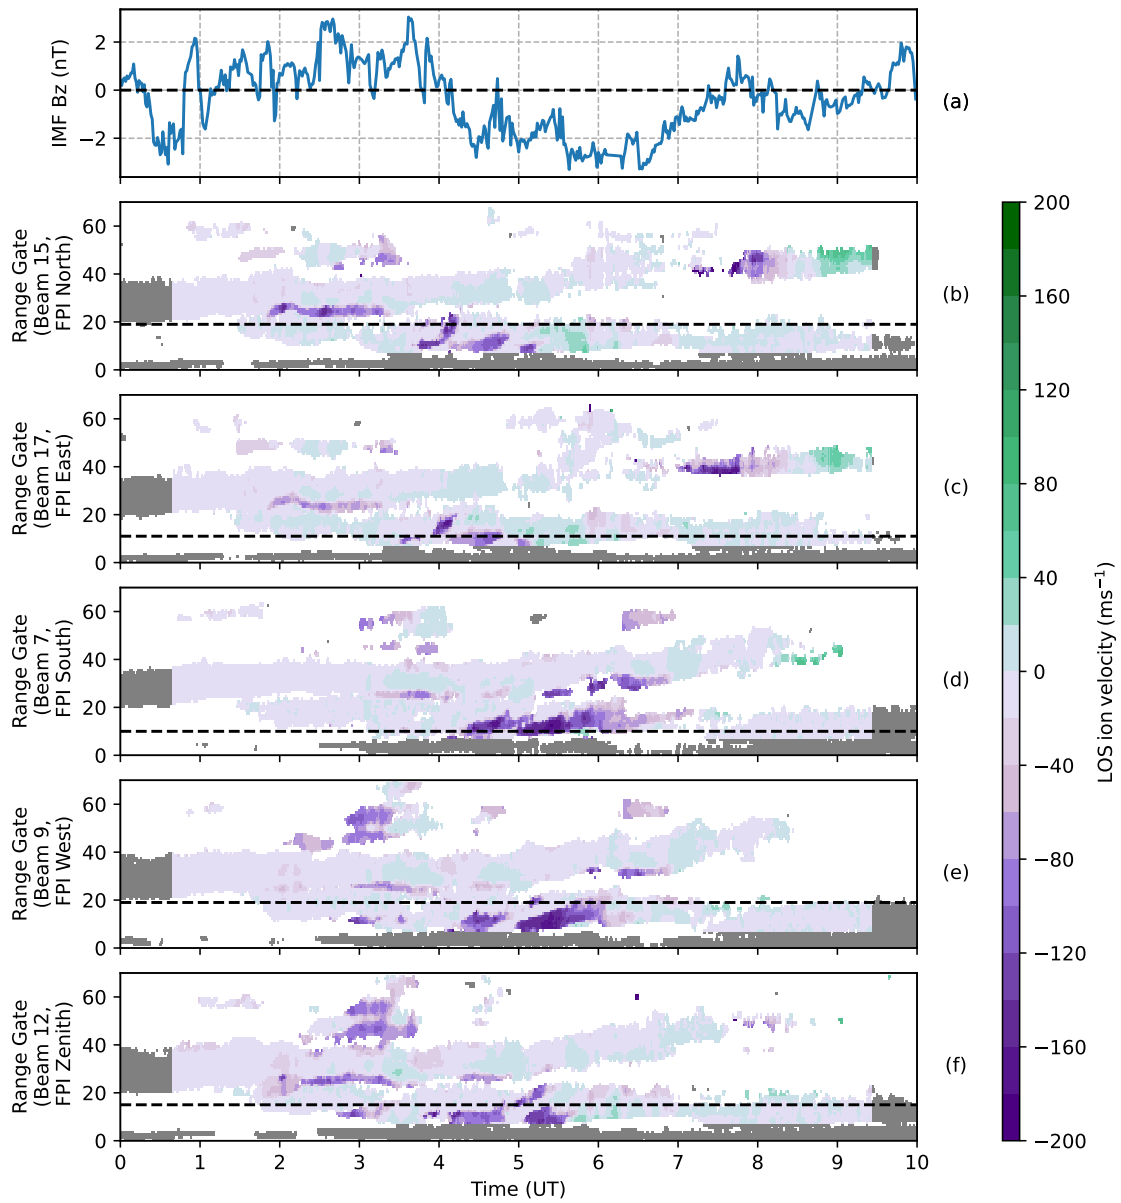 IMF Bz (nT)
2
0
−2
(a)
Range Gate
(Beam 15,
FPI North)
60
40
20
0
(b)
Range Gate
(Beam 17,
FPI East)
60
40
20
0
(c)
Range Gate
(Beam 7,
FPI South)
60
40
20
0
(d)
Range Gate
(Beam 9,
FPI West)
60
40
20
0
(e)
Range Gate
(Beam 12,
FPI Zenith)
60
40
20
0
(f)
0 1 2 3 4 5 6 7 8 9 10
Time (UT)
200
160
120
80
40
0
−40
−80
−120
−160
−200
LOS ion velocity (ms⁻¹)